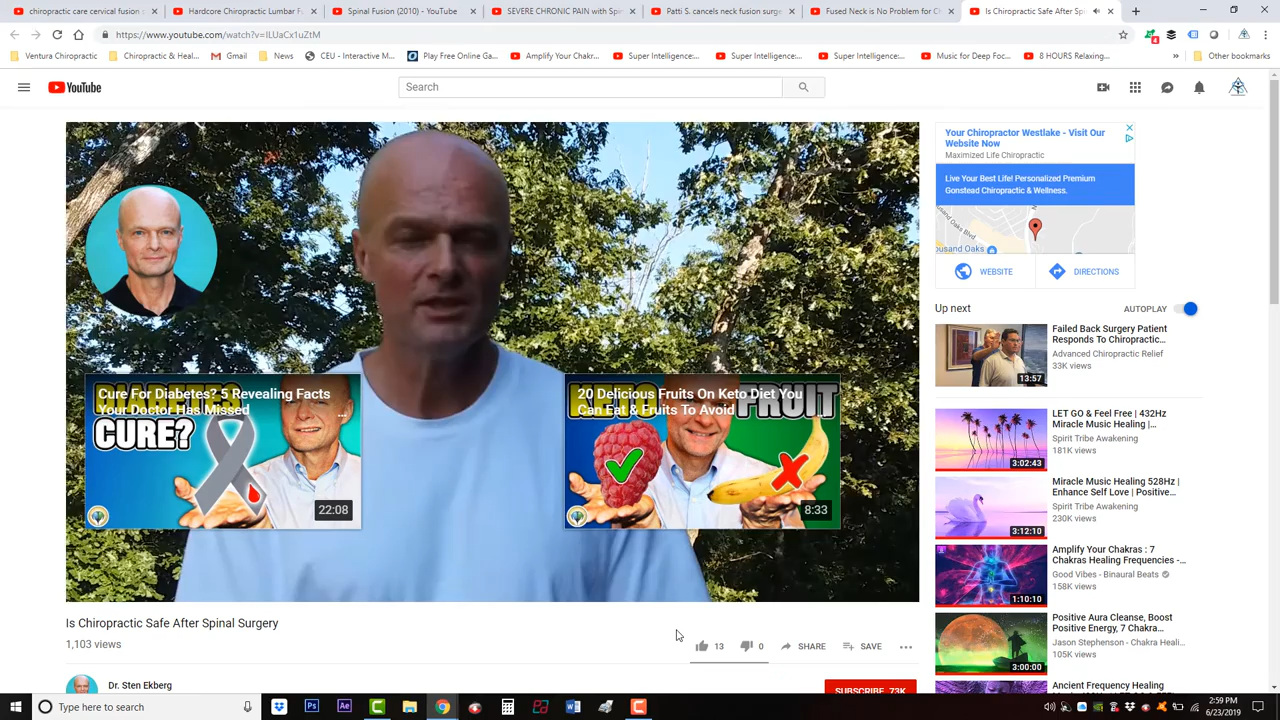 chiropractic care cervical fusion
Hardcore Chiropractic Lumbar F
Spinal Fusion (2010) - YouTube
SEVERE CHRONIC PAIN with Sp
Patti S. cancels neck fusion surge
Fused Neck is No Problem for C
Is Chiropractic Safe After Sp
https://www.youtube.com/watch?v=ILUaCx1uZtM
Ventura Chiropractic
Chiropractic & Heal...
Gmail
News
CEU - Interactive M...
Play Free Online Ga...
Amplify Your Chakr...
Super Intelligence:...
Super Intelligence:...
Super Intelligence:...
Music for Deep Foc...
8 HOURS Relaxing...
»
Other bookmarks
YouTube
Search
Your Chiropractor Westlake - Visit Our
Website Now
Maximized Life Chiropractic
Live Your Best Life! Personalized Premium
Gonstead Chiropractic & Wellness.
usand Oaks Blvd
ousand Oaks
WEBSITE
DIRECTIONS
Up next
AUTOPLAY
Failed Back Surgery Patient
Responds To Chiropractic...
Advanced Chiropractic Relief
33K views
13:57
Cure For Diabetes? 5 Revealing Facts
Your Doctor Has Missed
CURE?
22:08
20 Delicious Fruits On Keto Diet You
Can Eat & Fruits To Avoid
FRUIT
8:33
LET GO & Feel Free | 432Hz
Miracle Music Healing |...
Spirit Tribe Awakening
181K views
3:02:43
Miracle Music Healing 528Hz |
Enhance Self Love | Positive...
Spirit Tribe Awakening
230K views
3:12:10
Amplify Your Chakras : 7
Chakras Healing Frequencies -...
Good Vibes - Binaural Beats
158K views
1:10:10
Positive Aura Cleanse, Boost
Positive Energy, 7 Chakra...
Jason Stephenson - Chakra Heali...
105K views
3:00:00
Ancient Frequency Healing
Is Chiropractic Safe After Spinal Surgery
1,103 views
13
0
SHARE
SAVE
Dr. Sten Ekberg
SUBSCRIBE 73K
Type here to search
2:59 PM
6/23/2019